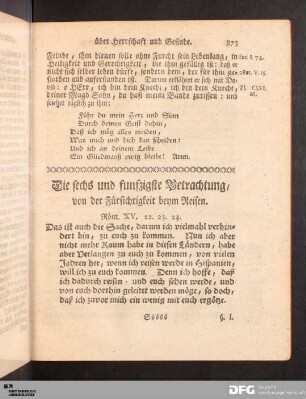 über Herrschaft und Gesinde. 873
Feinde, ihm dienen solle ohne Furcht sein Lebenlang, in Luc. I. 74.
Heiligkeit und Gerechtigkeit, die ihm gefällig ist: daß er
nicht sich selber leben dürfe, sondern dem, der für ihn ge- 2Kor. V. 15.
storben und auferstanden ist. Darum erkläret er sich mit Da-
vid: o HErr, ich bin dein Knecht, ich bin dein Knecht, Ps. CXVI.
deiner Magd Sohn, du hast meine Bande zurissen: und 16.
seufzet täglich zu ihm:
Führ du mein Herz und Sinn
Durch deinen Geist dahin,
Daß ich mög alles meiden,
Was mich und dich kan scheiden:
Und ich an deinem Leibe
Ein Gliedmaaß ewig bleibe! Amen.
Die sechs und funfzigste Betrachtung,
von der Fürsichtigkeit beym Reisen.
Röm. XV. 22. 23. 24.
Das ist auch die Sache, darum ich vielmahl verhin-
dert bin, zu euch zu kommen. Nun ich aber
nicht mehr Raum habe in diesen Ländern, habe
aber Verlangen zu euch zu kommen, von vielen
Jahren her, wenn ich reisen werde in Hispanien,
will ich zu euch kommen. Denn ich hoffe, daß
ich dadurch reisen, und euch sehen werde, und
von euch dorthin geleitet werden möge, so doch,
daß ich zuvor mich ein wenig mit euch ergötze.
§. 1.
DFG